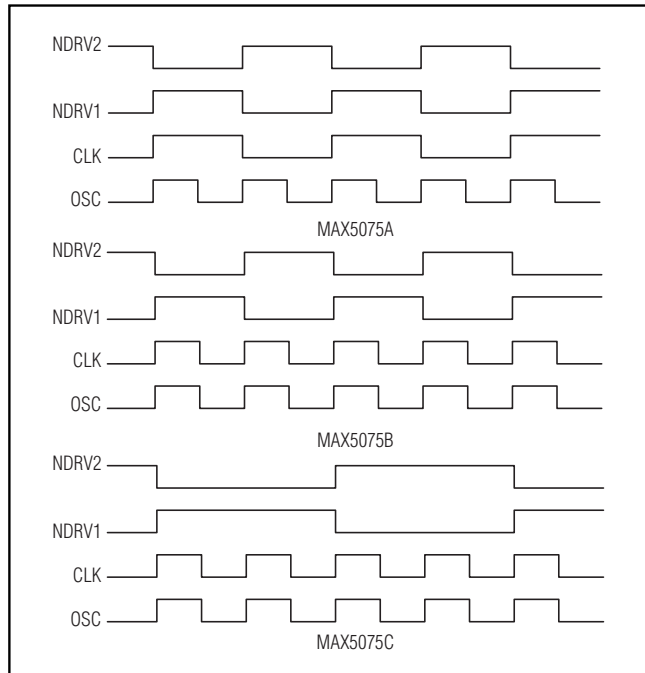 NDRV2
NDRV1
CLK
OSC
MAX5075A
NDRV2
NDRV1
CLK
OSC
MAX5075B
NDRV2
NDRV1
CLK
OSC
MAX5075C